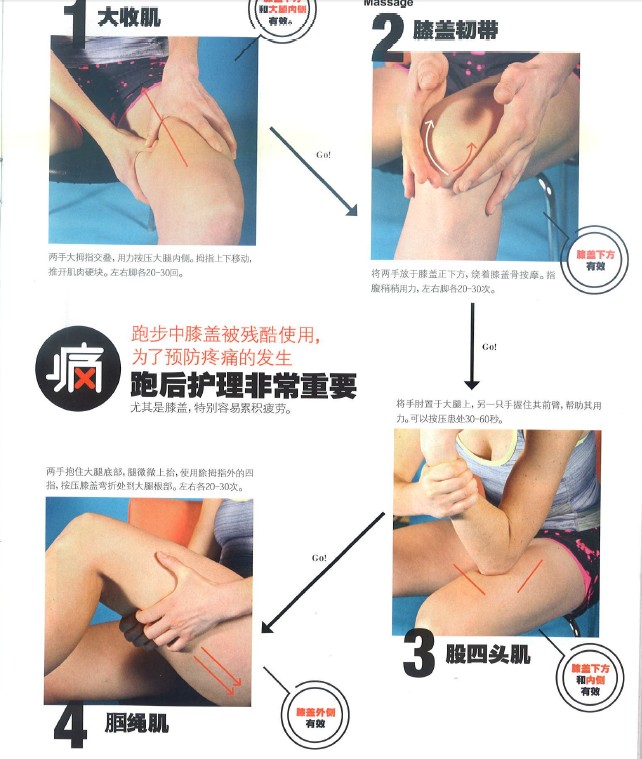 1 大收肌
和大腿内侧
有效。
Massage
2 膝盖韧带
Go!
两手大拇指交叠，用力按压大腿内侧。拇指上下移动，
推开肌肉硬块。左右脚各20-30回。
膝盖下方
有效
将两手放于膝盖正下方，绕着膝盖骨按摩。指
腹稍稍用力，左右脚各20-30次。
Go!
痛
跑步中膝盖被残酷使用，
为了预防疼痛的发生
跑后护理非常重要
尤其是膝盖，特别容易累积疲劳。
将手肘置于大腿上，另一只手握住其前臂，帮助其用
力。可以按压患处30-60秒。
两手抱住大腿底部，腿微微上抬，使用除拇指外的四
指，按压膝盖弯折处到大腿根部。左右各20-30次。
Go!
3 股四头肌
膝盖下方
和内侧
有效
膝盖外侧
有效
4 腘绳肌